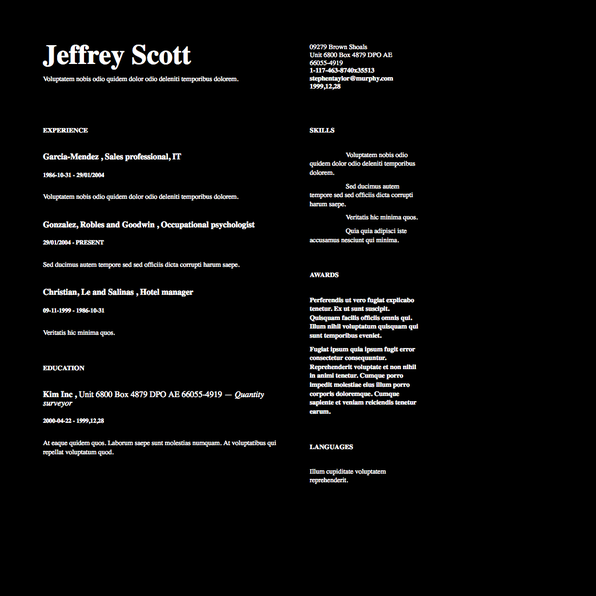 Jeffrey Scott
Voluptatem nobis odio quidem dolor odio deleniti temporibus dolorem.
09279 Brown Shoals
Unit 6800 Box 4879 DPO AE
66055-4919
1-117-463-8740x35513
stephentaylor@murphy.com
1999,12,28
EXPERIENCE
Garcia-Mendez , Sales professional, IT
1986-10-31 - 29/01/2004
Voluptatem nobis odio quidem dolor odio deleniti temporibus dolorem.
Gonzalez, Robles and Goodwin , Occupational psychologist
29/01/2004 - PRESENT
Sed ducimus autem tempore sed sed officiis dicta corrupti harum saepe.
Christian, Le and Salinas , Hotel manager
09-11-1999 - 1986-10-31
Veritatis hic minima quos.
EDUCATION
Kim Inc , Unit 6800 Box 4879 DPO AE 66055-4919 — Quantity
surveyor
2000-04-22 - 1999,12,28
At eaque quidem quos. Laborum saepe sunt molestias numquam. At voluptatibus qui
repellat voluptatum quod.
SKILLS
Voluptatem nobis odio
quidem dolor odio deleniti temporibus
dolorem.
Sed ducimus autem
tempore sed sed officiis dicta corrupti
harum saepe.
Veritatis hic minima quos.
Quia quia adipisci iste
accusamus nesciunt qui minima.
AWARDS
Perferendis ut vero fugiat explicabo
tenetur. Ex ut sunt suscipit.
Quisquam facilis officiis omnis qui.
Illum nihil voluptatum quisquam qui
sunt temporibus eveniet.
Fugiat ipsum quia ipsum fugit error
consectetur consequuntur.
Reprehenderit voluptate et non nihil
in animi tenetur. Cumque porro
impedit molestiae eius illum porro
corporis doloremque. Cumque
sapiente et veniam reiciendis tenetur
earum.
LANGUAGES
Illum cupiditate voluptatem
reprehenderit.